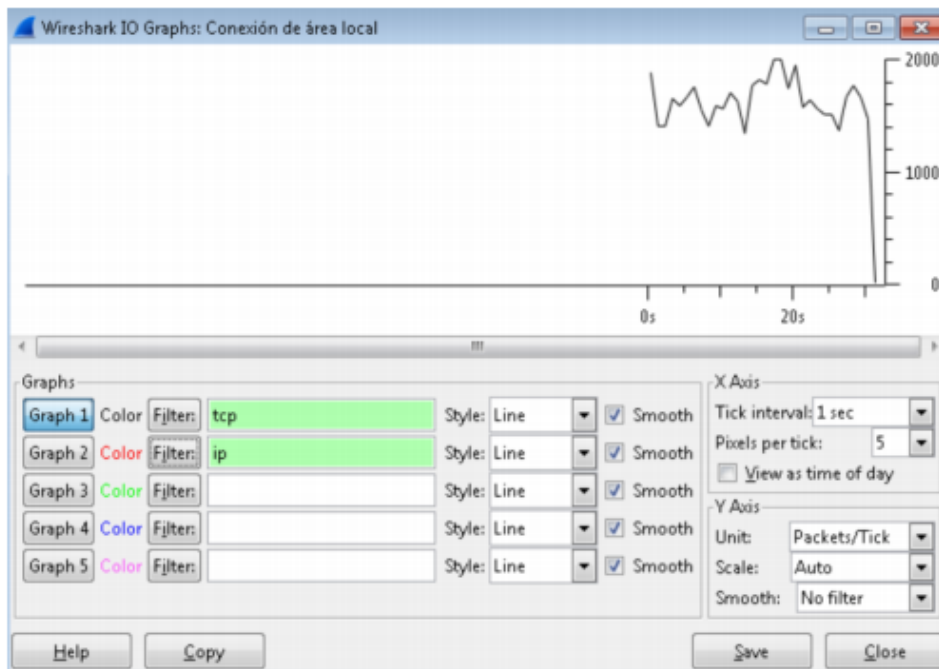 Wireshark IO Graphs: Conexión de área local
2000
1000
0
0s 20s
Graphs
Graph 1 Color Filter: tcp Style: Line Smooth
Graph 2 Color Filter: ip Style: Line Smooth
Graph 3 Color Filter: Style: Line Smooth
Graph 4 Color Filter: Style: Line Smooth
Graph 5 Color Filter: Style: Line Smooth
X Axis
Tick interval: 1 sec
Pixels per tick: 5
View as time of day
Y Axis
Unit: Packets/Tick
Scale: Auto
Smooth: No filter
Help Copy Save Close